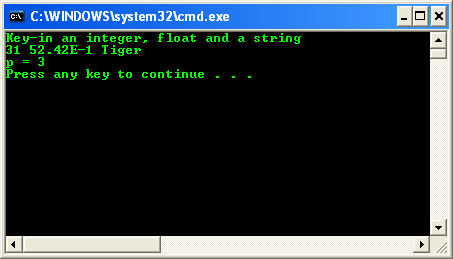 C:\WINDOWS\system32\cmd.exe
Key-in an integer, float and a string
31 52.42E-1 Tiger
p = 3
Press any key to continue . . .